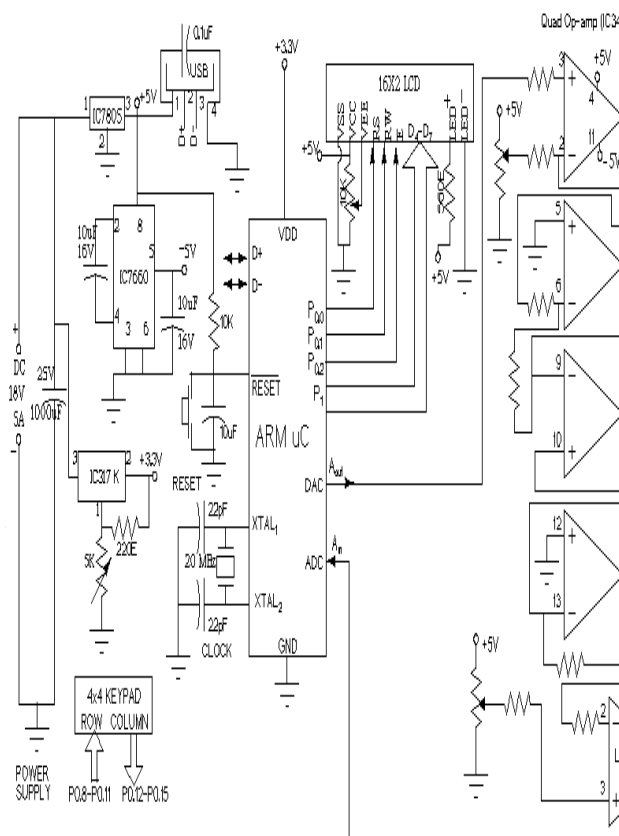 Quad Op-amp (IC34
0.1uF
USB
+3.3V
16X2 LCD
VSS VCC VEE RS RW E D4-D7 LED+ LED-
1 IC7805 3
2
1 2 3 4
+5V
+ -
3
+5V
4
11
-5V
2
+5V
+5V
10K
+5V
2 8
10uF
16V
5
IC7660
-5V
4
3 6
10uF
16V
10K
VDD
D+
D-
P0.0
P0.1
P0.2
P1
5
6
+
DC
18V
5A
-
25V
1000uF
RESET
10uF
ARM uC
9
10
3 IC317 K 2
+3.3V
1
220E
5K
RESET
22pF
XTAL1
20 MHz
XTAL2
22pF
CLOCK
GND
DAC
Aout
ADC
Ain
12
13
+5V
2
3
L
4x4 KEYPAD
ROW COLUMN
POWER
SUPPLY
P0.8-P0.11 P0.12-P0.15